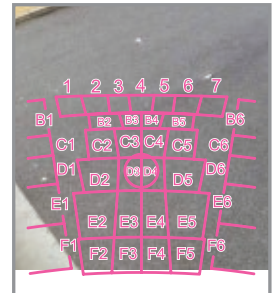 1 2 3 4 5 6 7
B1 B2 B3 B4 B5 B6
C1 C2 C3 C4 C5 C6
D1 D2 D3 D4 D5 D6
E1 E2 E3 E4 E5 E6
F1 F2 F3 F4 F5 F6